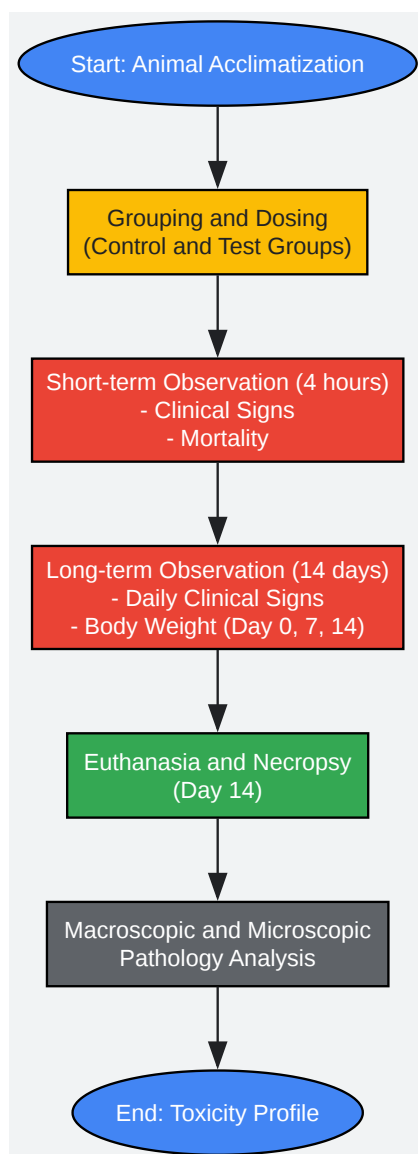 Start: Animal Acclimatization
Grouping and Dosing
(Control and Test Groups)
Short-term Observation (4 hours)
- Clinical Signs
- Mortality
Long-term Observation (14 days)
- Daily Clinical Signs
- Body Weight (Day 0, 7, 14)
Euthanasia and Necropsy
(Day 14)
Macroscopic and Microscopic
Pathology Analysis
End: Toxicity Profile